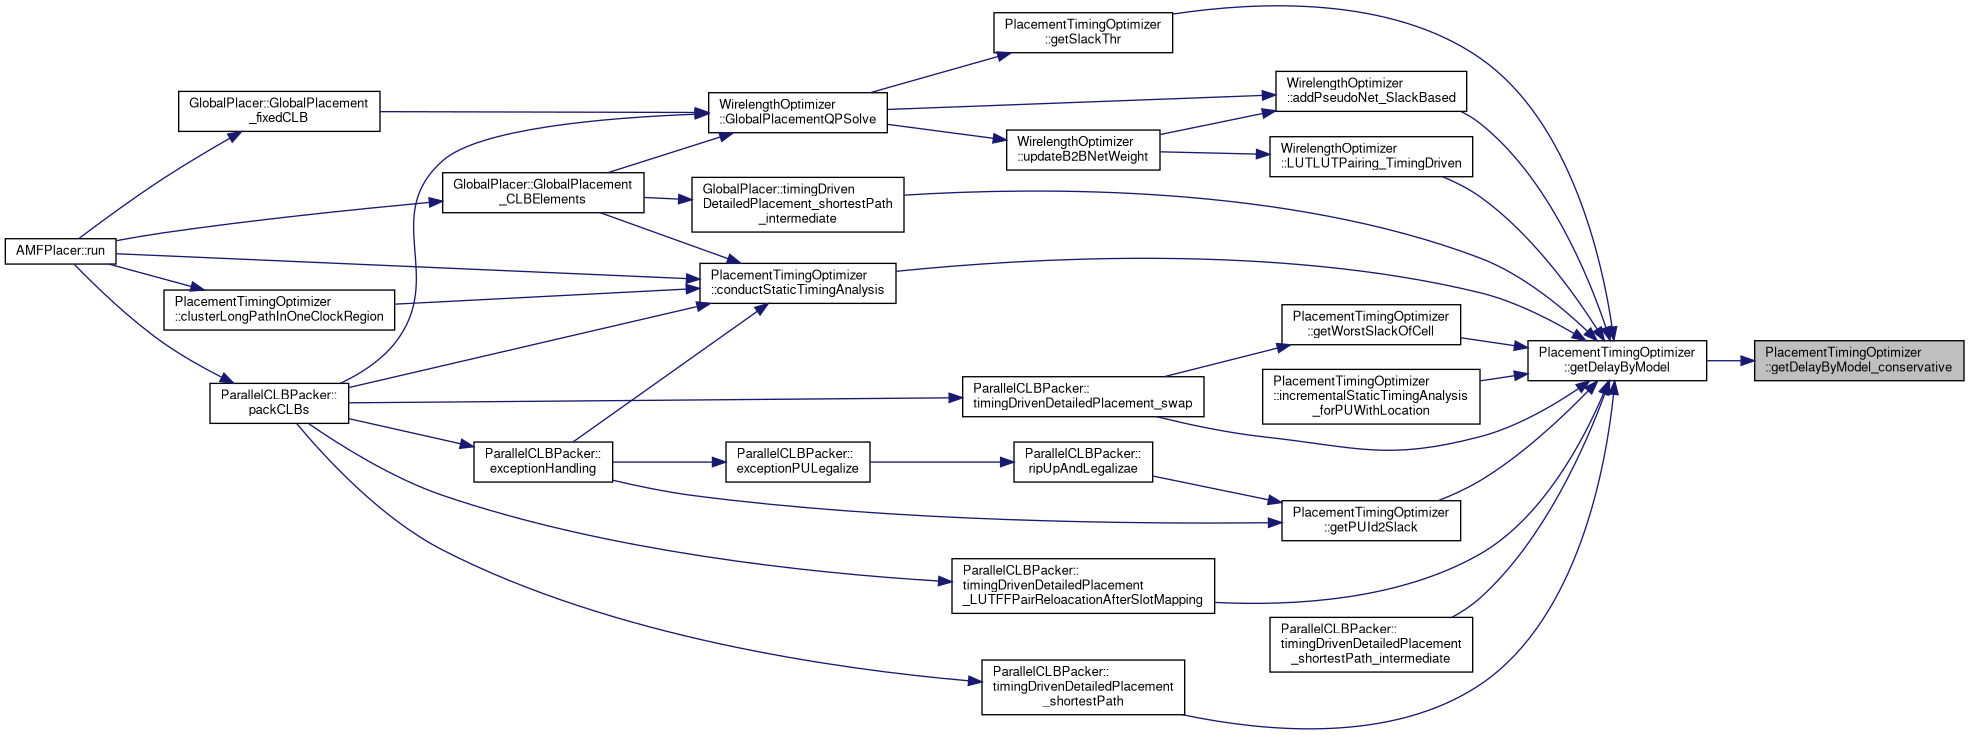 PlacementTimingOptimizer
::getSlackThr
WirelengthOptimizer
::addPseudoNet_SlackBased
GlobalPlacer::GlobalPlacement
_fixedCLB
WirelengthOptimizer
::GlobalPlacementQPSolve
WirelengthOptimizer
::updateB2BNetWeight
WirelengthOptimizer
::LUTLUTPairing_TimingDriven
GlobalPlacer::GlobalPlacement
_CLBElements
GlobalPlacer::timingDriven
DetailedPlacement_shortestPath
_intermediate
AMFPlacer::run
PlacementTimingOptimizer
::conductStaticTimingAnalysis
PlacementTimingOptimizer
::clusterLongPathInOneClockRegion
PlacementTimingOptimizer
::getWorstSlackOfCell
PlacementTimingOptimizer
::getDelayByModel
PlacementTimingOptimizer
::getDelayByModel_conservative
PlacementTimingOptimizer
::incrementalStaticTimingAnalysis
_forPUWithLocation
ParallelCLBPacker::
packCLBs
ParallelCLBPacker::
timingDrivenDetailedPlacement_swap
ParallelCLBPacker::
exceptionHandling
ParallelCLBPacker::
exceptionPULegalize
ParallelCLBPacker::
ripUpAndLegalizae
PlacementTimingOptimizer
::getPUId2Slack
ParallelCLBPacker::
timingDrivenDetailedPlacement
_LUTFFPairReloacationAfterSlotMapping
ParallelCLBPacker::
timingDrivenDetailedPlacement
_shortestPath_intermediate
ParallelCLBPacker::
timingDrivenDetailedPlacement
_shortestPath